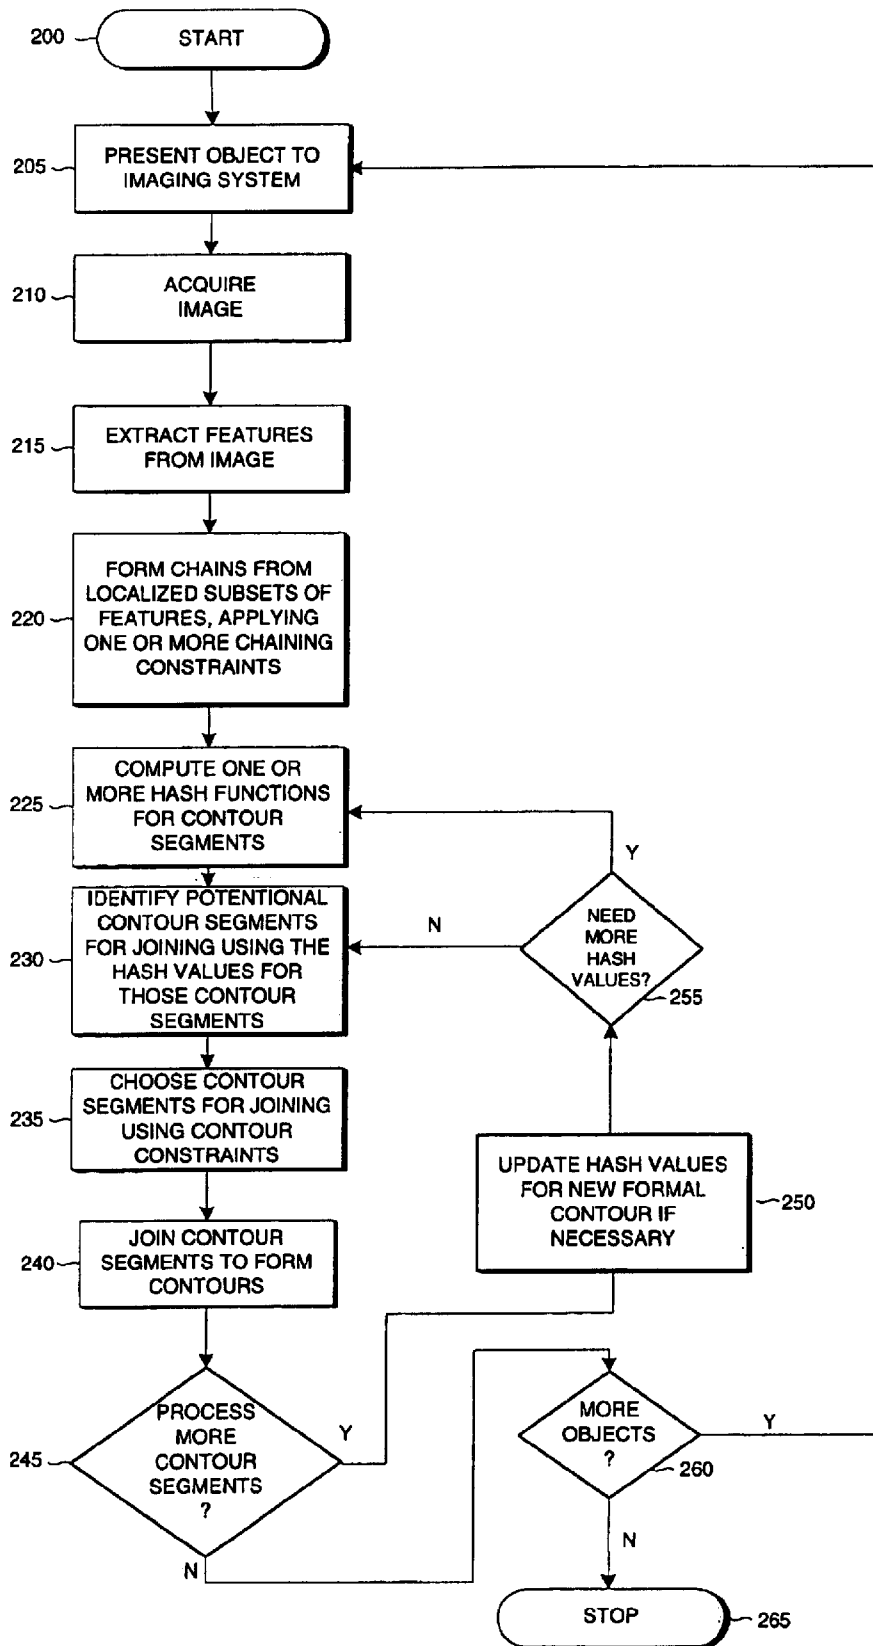 200
START
205
PRESENT OBJECT TO
IMAGING SYSTEM
210
ACQUIRE
IMAGE
215
EXTRACT FEATURES
FROM IMAGE
220
FORM CHAINS FROM
LOCALIZED SUBSETS OF
FEATURES, APPLYING
ONE OR MORE CHAINING
CONSTRAINTS
225
COMPUTE ONE OR
MORE HASH FUNCTIONS
FOR CONTOUR
SEGMENTS
230
IDENTIFY POTENTIONAL
CONTOUR SEGMENTS
FOR JOINING USING THE
HASH VALUES FOR
THOSE CONTOUR
SEGMENTS
N
Y
NEED
MORE
HASH
VALUES?
255
235
CHOOSE CONTOUR
SEGMENTS FOR JOINING
USING CONTOUR
CONSTRAINTS
UPDATE HASH VALUES
FOR NEW FORMAL
CONTOUR IF
NECESSARY
250
240
JOIN CONTOUR
SEGMENTS TO FORM
CONTOURS
245
PROCESS
MORE
CONTOUR
SEGMENTS
?
Y
N
MORE
OBJECTS
?
260
Y
N
STOP
265